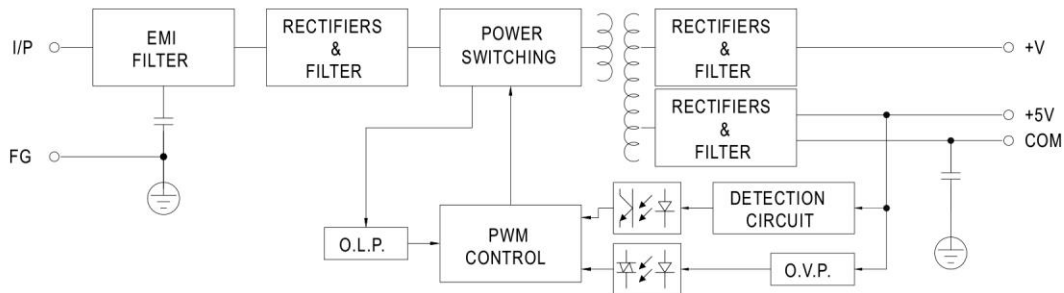 I/P
EMI
FILTER
RECTIFIERS
&
FILTER
POWER
SWITCHING
RECTIFIERS
&
FILTER
+V
RECTIFIERS
&
FILTER
+5V
COM
FG
DETECTION
CIRCUIT
O.L.P.
PWM
CONTROL
O.V.P.